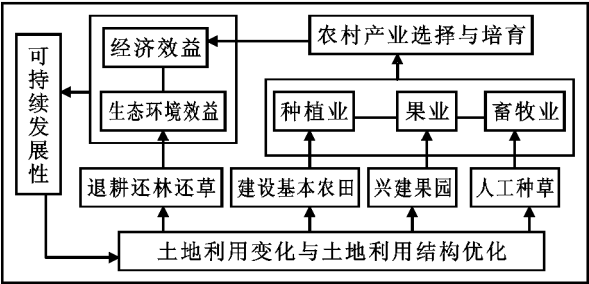 农村产业选择与培育
经济效益
可持续发展性
生态环境效益
种植业
果业
畜牧业
退耕还林还草
建设基本农田
兴建果园
人工种草
土地利用变化与土地利用结构优化